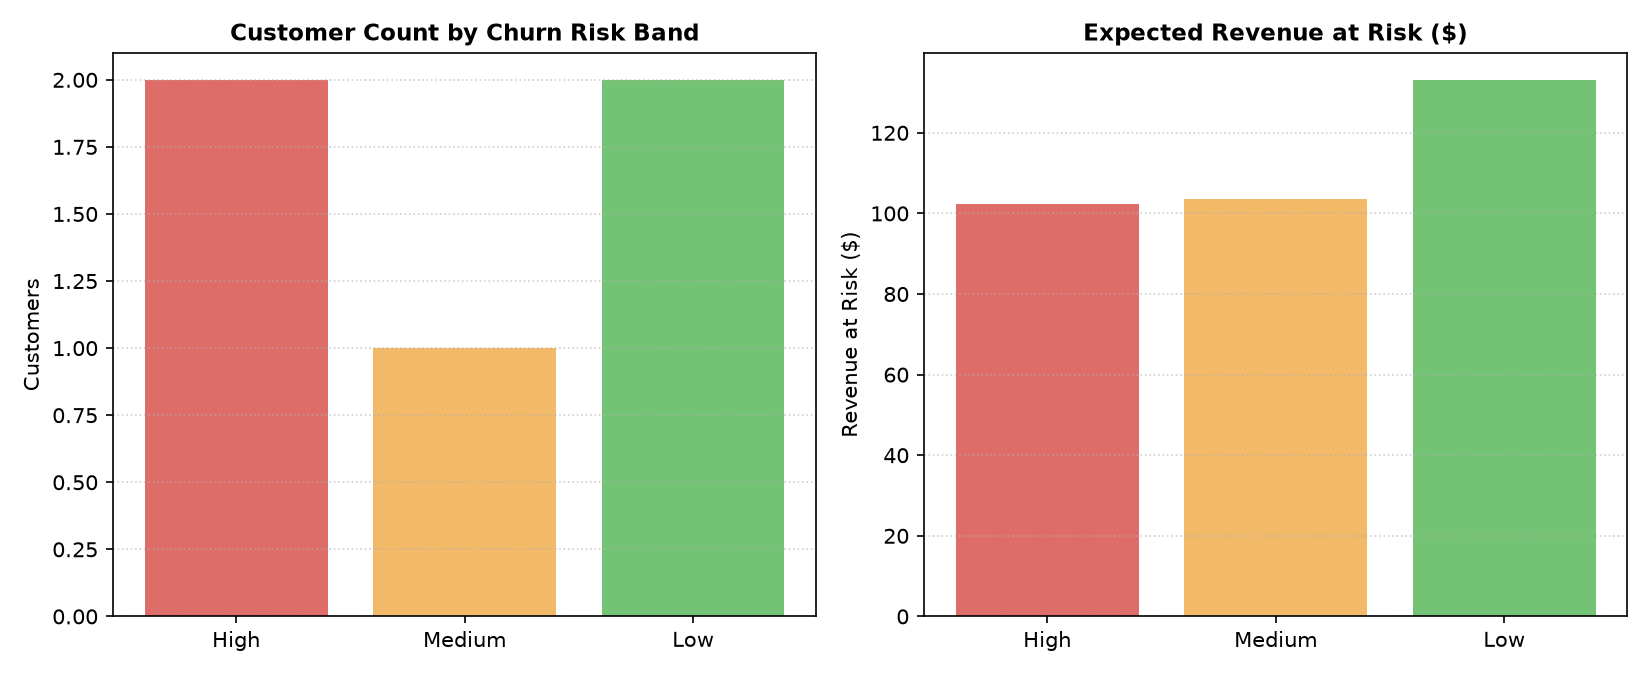 Customer Count by Churn Risk Band
Customers
2.00
1.75
1.50
1.25
1.00
0.75
0.50
0.25
0.00
High
Medium
Low
Expected Revenue at Risk ($)
Revenue at Risk ($)
120
100
80
60
40
20
0
High
Medium
Low